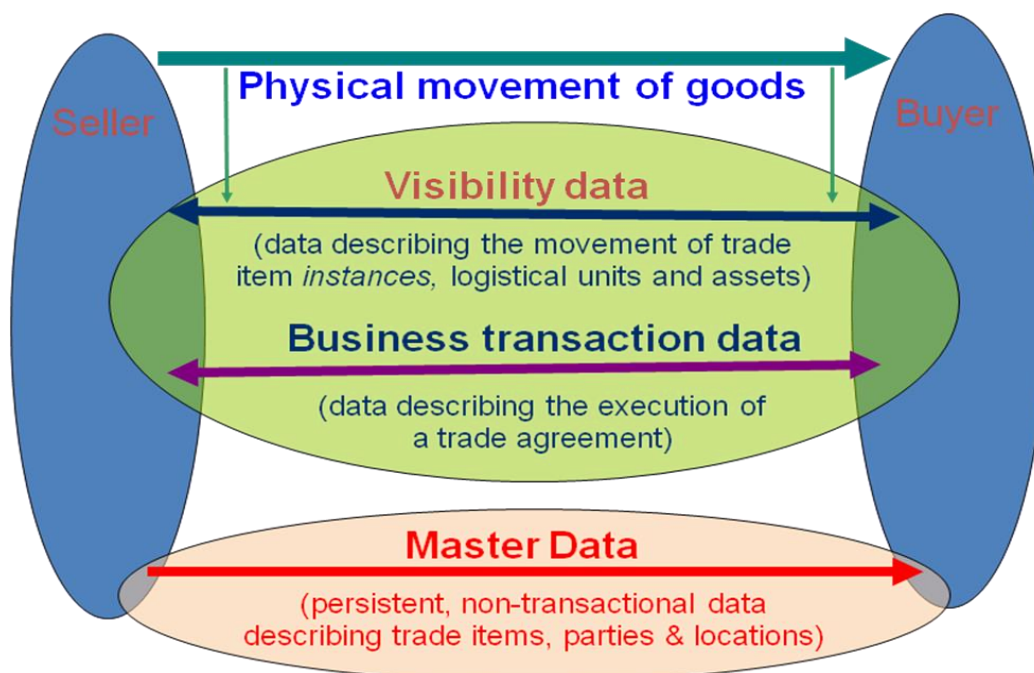 Physical movement of goods
Seller
Buyer
Visibility data
(data describing the movement of trade
item instances, logistical units and assets)
Business transaction data
(data describing the execution of
a trade agreement)
Master Data
(persistent, non-transactional data
describing trade items, parties & locations)